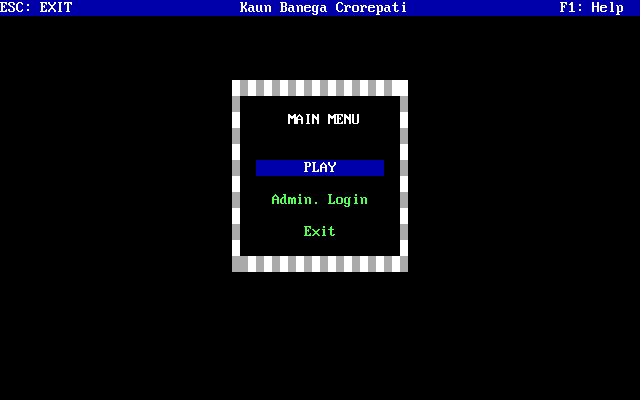 ESC: EXIT Kaun Banega Crorepati F1: Help
MAIN MENU
PLAY
Admin. Login
Exit